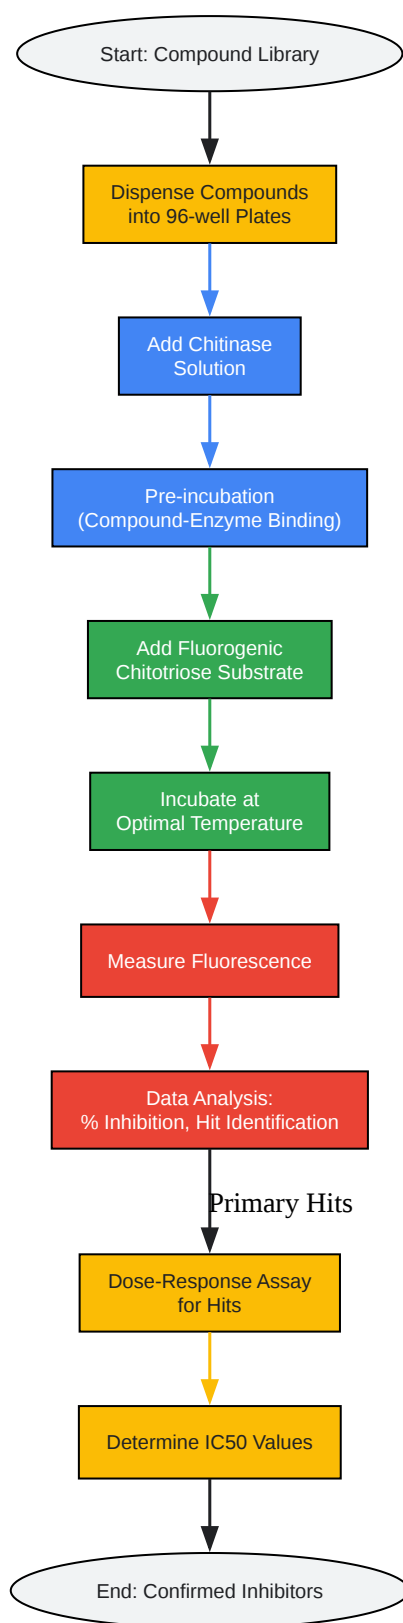 Start: Compound Library
Dispense Compounds
into 96-well Plates
Add Chitinase
Solution
Pre-incubation
(Compound-Enzyme Binding)
Add Fluorogenic
Chitotriose Substrate
Incubate at
Optimal Temperature
Measure Fluorescence
Data Analysis:
% Inhibition, Hit Identification
Primary Hits
Dose-Response Assay
for Hits
Determine IC50 Values
End: Confirmed Inhibitors